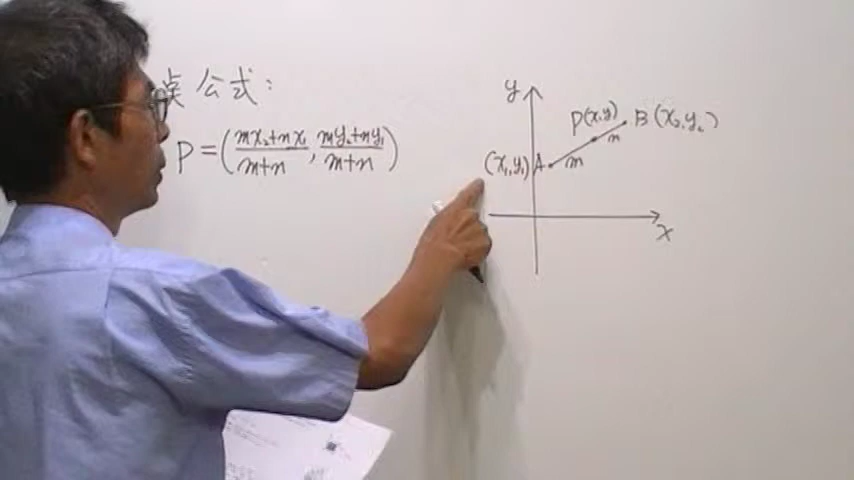 公式：
P = ( (mx₂+nx₁)/(m+n) , (my₂+ny₁)/(m+n) )
y
P(x,y)
B (x₂,y₂)
n
(x₁,y₁) A
m
x